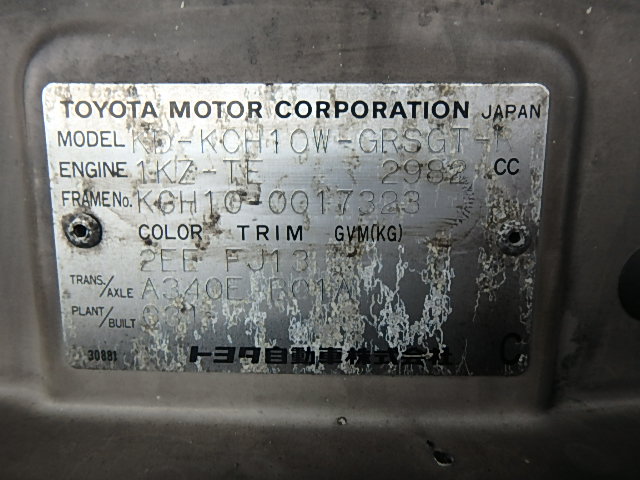 TOYOTA MOTOR CORPORATION JAPAN
MODEL KD-KCH10W-GRSGT-R
ENGINE 1KZ-TE 2982 CC
FRAME No. KCH10-0017323
COLOR TRIM GVM(KG)
2EE FJ13
TRANS./AXLE A340E B01A
PLANT/BUILT
30881 トヨタ自動車株式会社 C